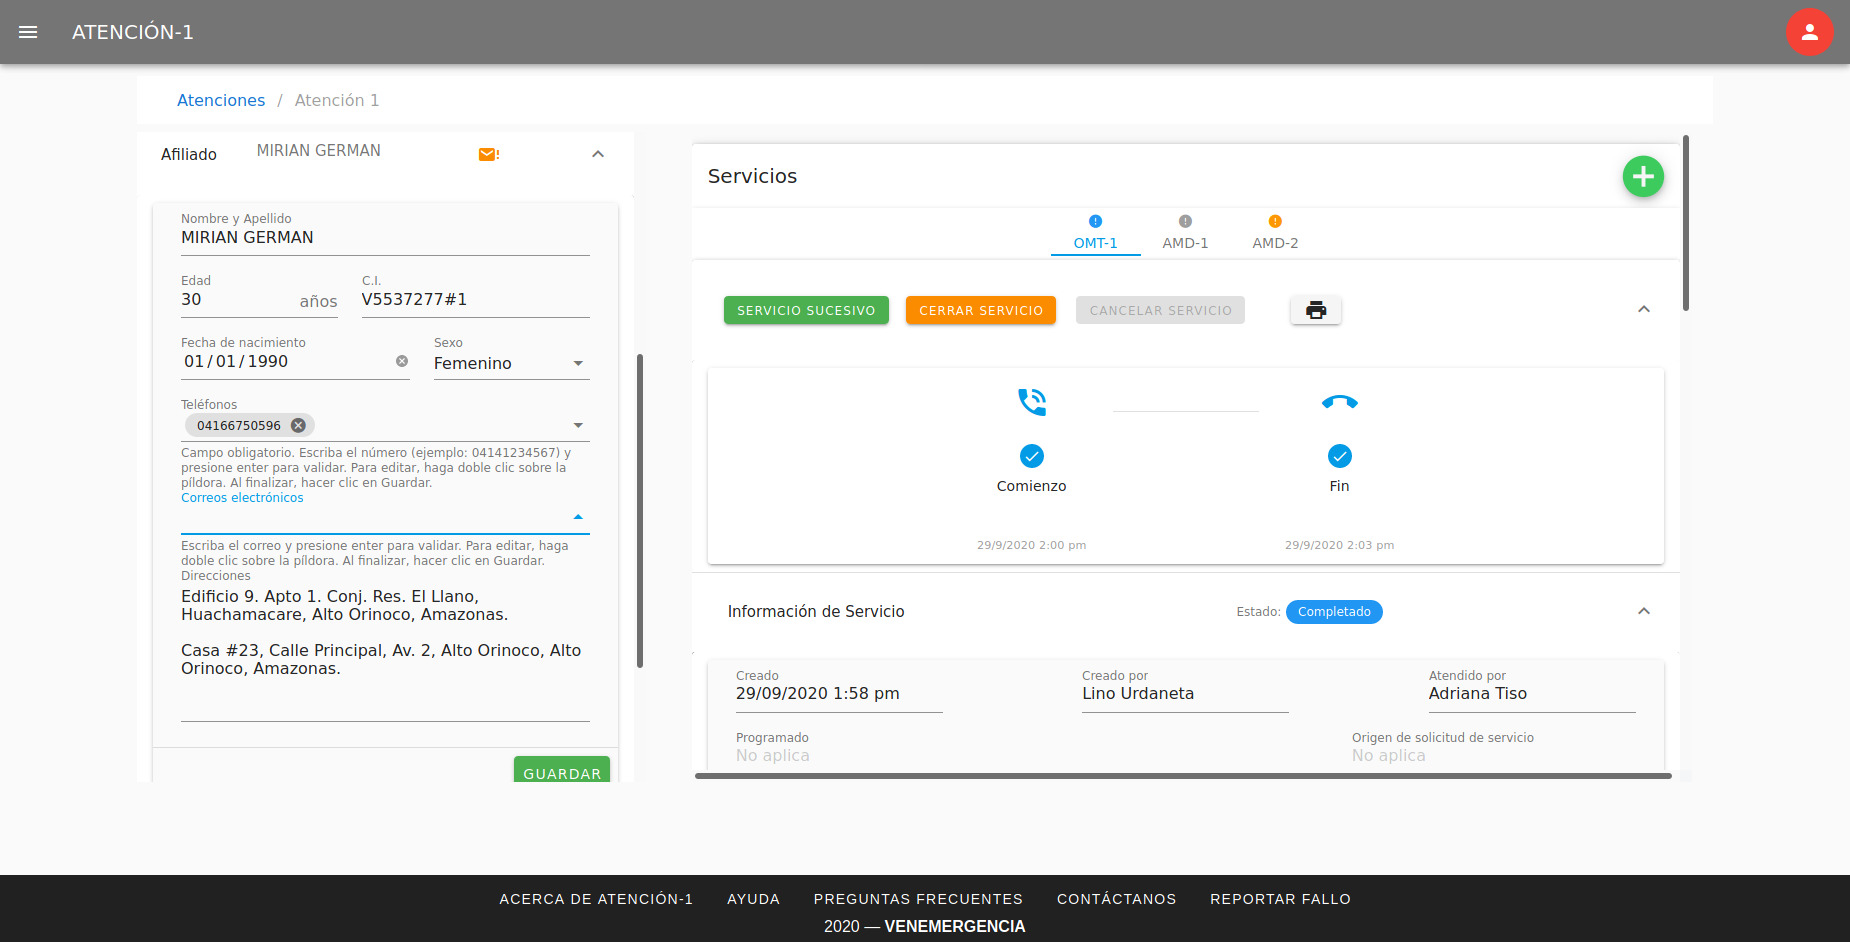 ATENCIÓN-1
Atenciones / Atención 1
Afiliado
MIRIAN GERMAN
Nombre y Apellido
MIRIAN GERMAN
Edad
30 años
C.I.
V5537277#1
Fecha de nacimiento
01/01/1990
Sexo
Femenino
Teléfonos
04166750596
Campo obligatorio. Escriba el número (ejemplo: 04141234567) y
presione enter para validar. Para editar, haga doble clic sobre la
píldora. Al finalizar, hacer clic en Guardar.
Correos electrónicos
Escriba el correo y presione enter para validar. Para editar, haga
doble clic sobre la píldora. Al finalizar, hacer clic en Guardar.
Direcciones
Edificio 9. Apto 1. Conj. Res. El Llano,
Huachamacare, Alto Orinoco, Amazonas.
Casa #23, Calle Principal, Av. 2, Alto Orinoco, Alto
Orinoco, Amazonas.
GUARDAR
Servicios
OMT-1
AMD-1
AMD-2
SERVICIO SUCESIVO
CERRAR SERVICIO
CANCELAR SERVICIO
Comienzo
Fin
29/9/2020 2:00 pm
29/9/2020 2:03 pm
Información de Servicio
Estado: Completado
Creado
29/09/2020 1:58 pm
Creado por
Lino Urdaneta
Atendido por
Adriana Tiso
Programado
No aplica
Origen de solicitud de servicio
No aplica
ACERCA DE ATENCIÓN-1
AYUDA
PREGUNTAS FRECUENTES
CONTÁCTANOS
REPORTAR FALLO
2020 — VENEMERGENCIA